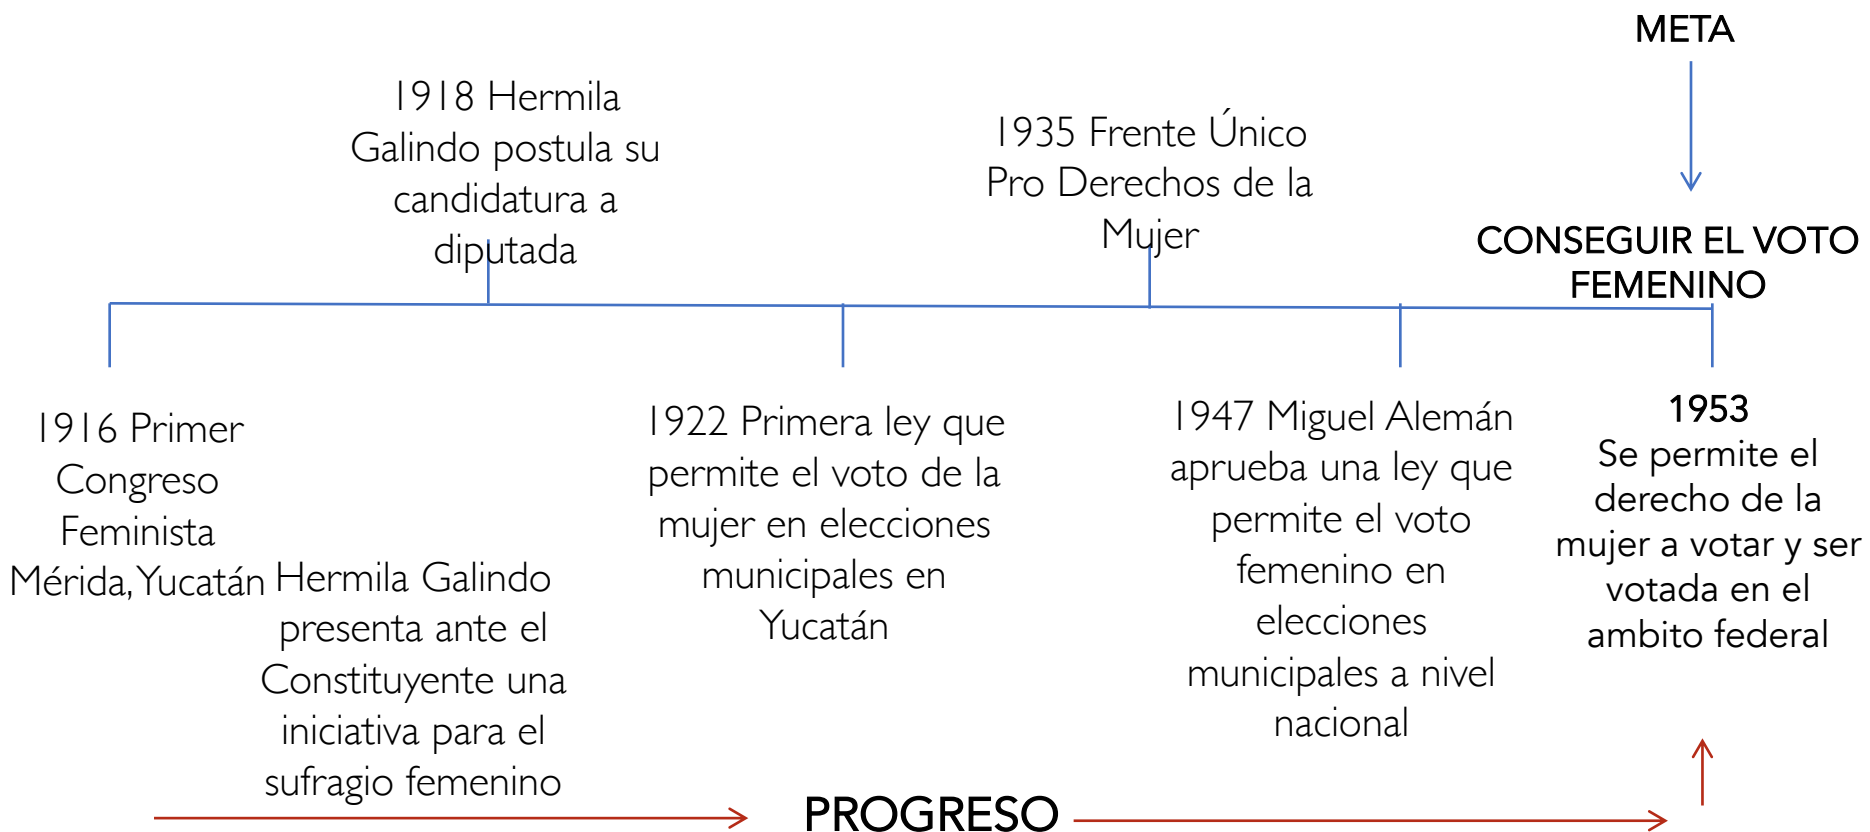 META
1918 Hermila
Galindo postula su
candidatura a
diputada
1935 Frente Único
Pro Derechos de la
Mujer
CONSEGUIR EL VOTO
FEMENINO
1916 Primer
Congreso
Feminista
Mérida, Yucatán
Hermila Galindo
presenta ante el
Constituyente una
iniciativa para el
sufragio femenino
1922 Primera ley que
permite el voto de la
mujer en elecciones
municipales en
Yucatán
1947 Miguel Alemán
aprueba una ley que
permite el voto
femenino en
elecciones
municipales a nivel
nacional
1953
Se permite el
derecho de la
mujer a votar y ser
votada en el
ambito federal
PROGRESO